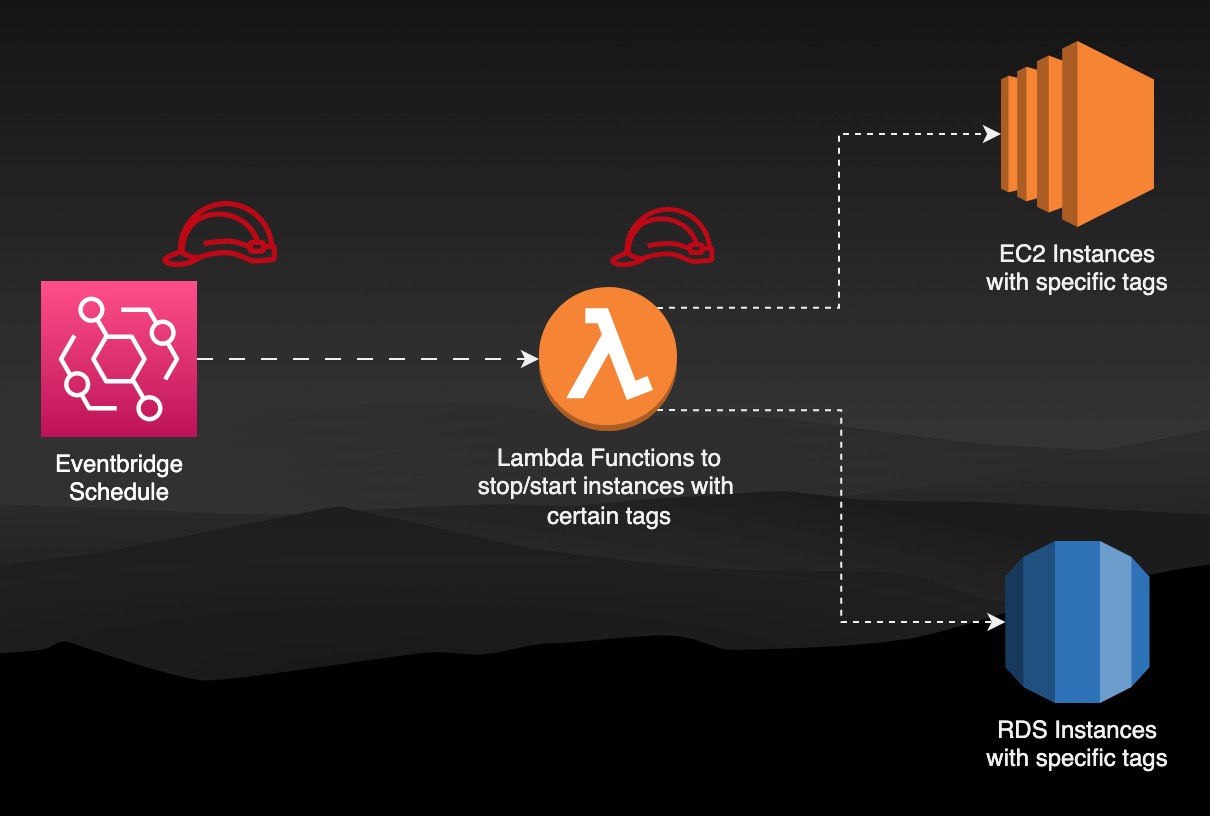 EC2 Instances
with specific tags
Eventbridge
Schedule
Lambda Functions to
stop/start instances with
certain tags
RDS Instances
with specific tags